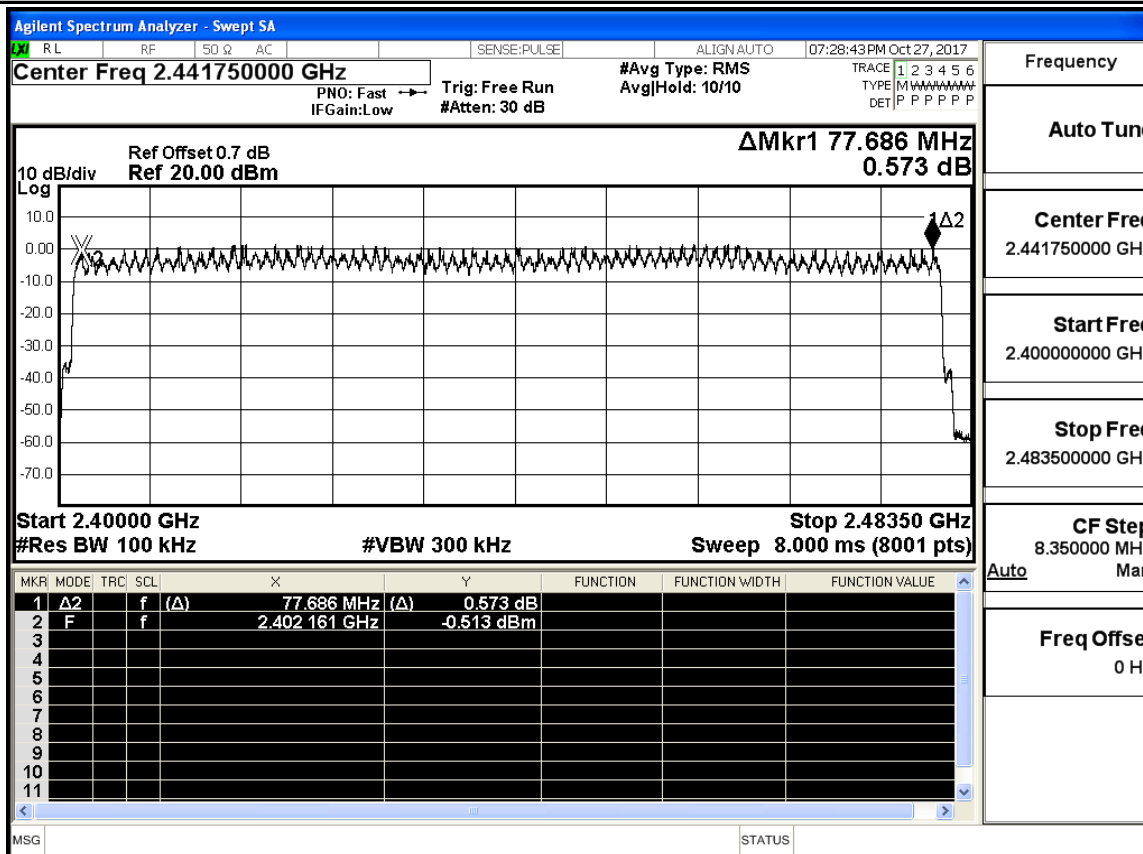 Agilent Spectrum Analyzer - Swept SA
LXI RL RF 50 Ω AC SENSE:PULSE ALIGN AUTO 07:28:43 PM Oct 27, 2017
Center Freq 2.441750000 GHz
PNO: Fast
IFGain:Low
Trig: Free Run
#Atten: 30 dB
#Avg Type: RMS
Avg|Hold: 10/10
TRACE 1 2 3 4 5 6
TYPE M W W W W W
DET P P P P P P
ΔMkr1 77.686 MHz
0.573 dB
Ref Offset 0.7 dB
10 dB/div Ref 20.00 dBm
Log
10.0
0.00
-10.0
-20.0
-30.0
-40.0
-50.0
-60.0
-70.0
2
1Δ2
Start 2.40000 GHz Stop 2.48350 GHz
#Res BW 100 kHz #VBW 300 kHz Sweep 8.000 ms (8001 pts)
MKR MODE TRC SCL X Y FUNCTION FUNCTION WIDTH FUNCTION VALUE
1 Δ2 f (Δ) 77.686 MHz (Δ) 0.573 dB
2 F f 2.402 161 GHz -0.513 dBm
3
4
5
6
7
8
9
10
11
MSG STATUS
Frequency
Auto Tun
Center Fre
2.441750000 GH
Start Fre
2.400000000 GH
Stop Fre
2.483500000 GH
CF Step
8.350000 MH
Auto Ma
Freq Offse
0 H